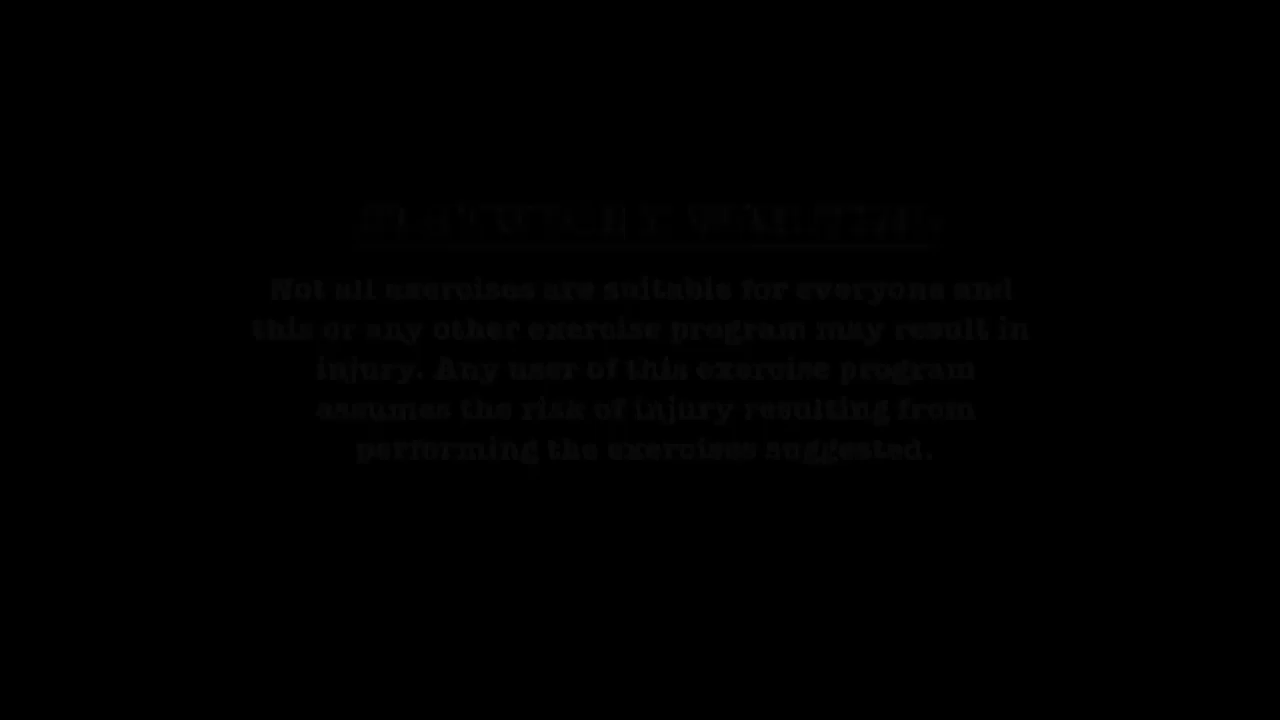 Not all exercises are suitable for everyone and
this or any other exercise program may result in
injury. Any user of this exercise program
assumes the risk of injury resulting from
performing the exercises suggested.